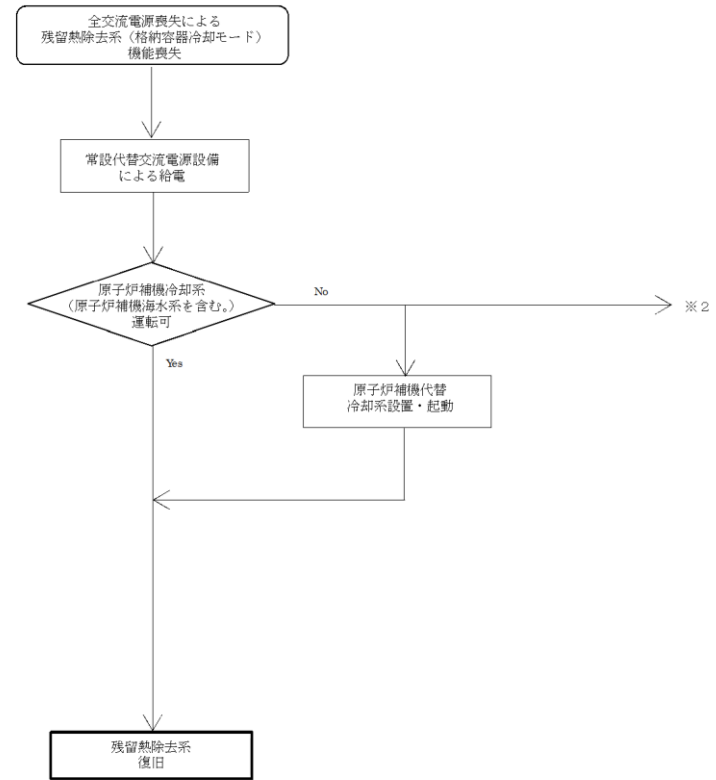 全交流電源喪失による
残留熱除去系（格納容器冷却モード）
機能喪失
常設代替交流電源設備
による給電
原子炉補機冷却系
（原子炉補機海水系を含む。）
運転可
No
※2
Yes
原子炉補機代替
冷却系設置・起動
残留熱除去系
復旧